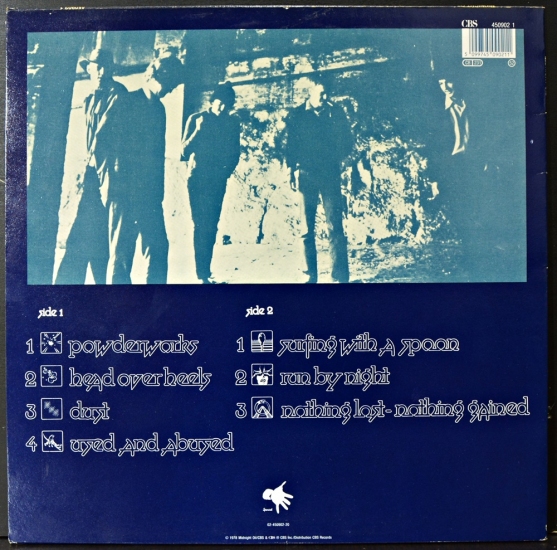 CBS 450902 1
side 1
1 powderworks
2 head over heels
3 dust
4 used and abused
side 2
1 surfing with a spoon
2 run by night
3 nothing lost-nothing gained